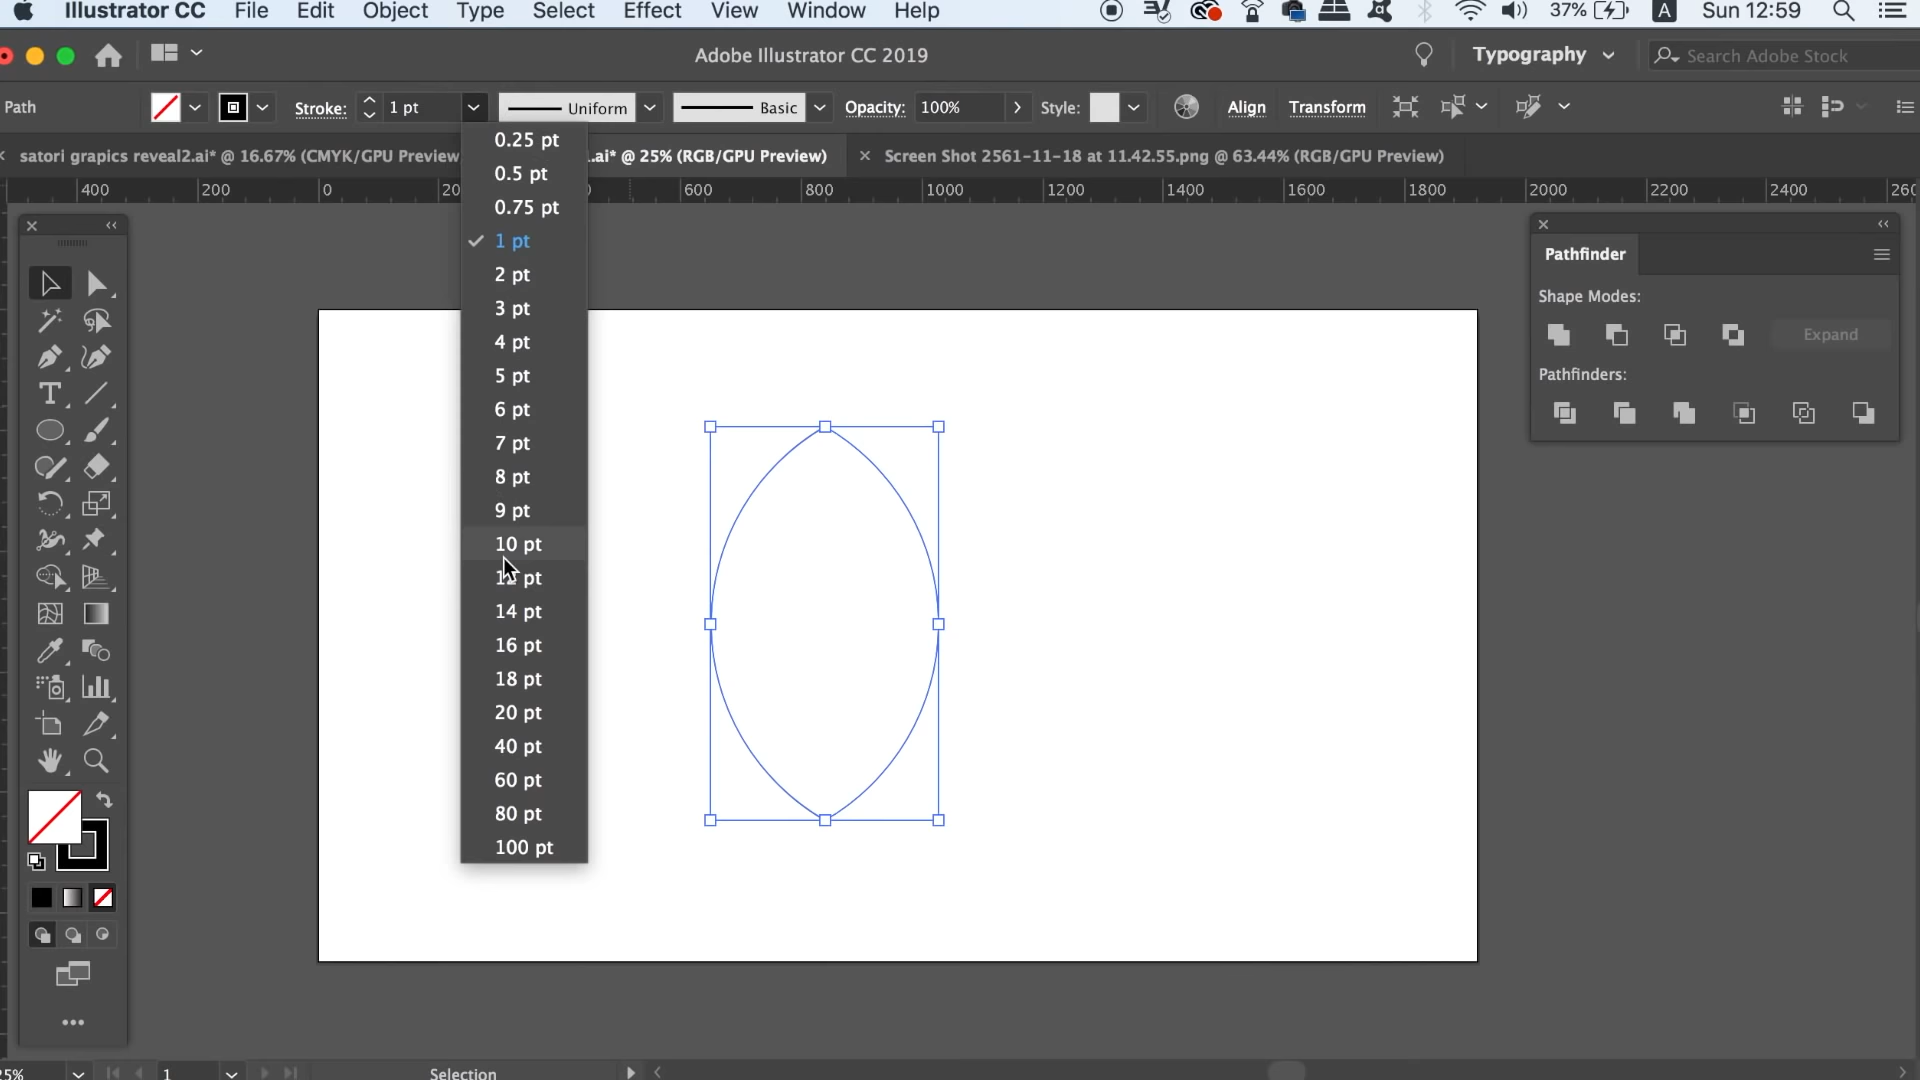 Illustrator CC File Edit Object Type Select Effect View Window Help 37% A Sun 12:59
Adobe Illustrator CC 2019 Typography Search Adobe Stock
Path Stroke: 1 pt Uniform Basic Opacity: 100% Style: Align Transform
satori grapics reveal2.ai* @ 16.67% (CMYK/GPU Preview .ai* @ 25% (RGB/GPU Preview) Screen Shot 2561-11-18 at 11.42.55.png @ 63.44% (RGB/GPU Preview)
400 200 0 20 600 800 1000 1200 1400 1600 1800 2000 2200 2400 260
0.25 pt
0.5 pt
0.75 pt
1 pt
2 pt
3 pt
4 pt
5 pt
6 pt
7 pt
8 pt
9 pt
10 pt
12 pt
14 pt
16 pt
18 pt
20 pt
40 pt
60 pt
80 pt
100 pt
Pathfinder
Shape Modes:
Expand
Pathfinders:
25% 1 Selection